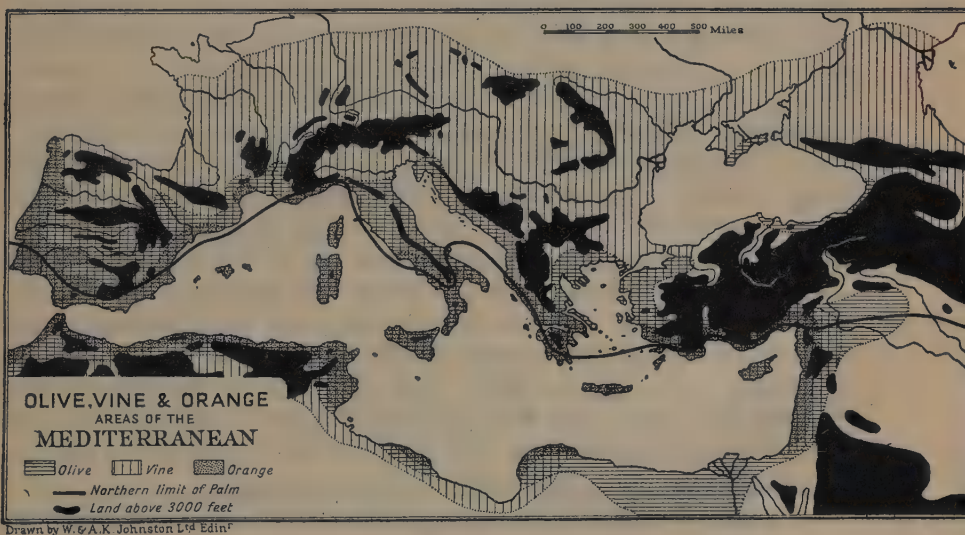 0 100 200 300 400 500 Miles
OLIVE, VINE & ORANGE
AREAS OF THE
MEDITERRANEAN
Olive Vine Orange
Northern limit of Palm
Land above 3000 feet
Drawn by W. & A.K. Johnston Ltd Edinr